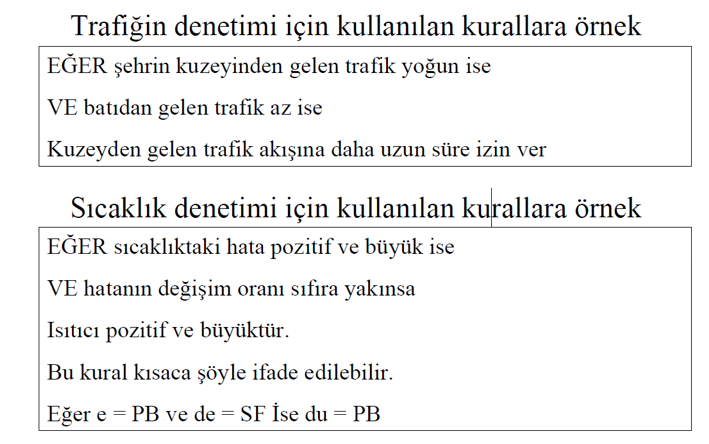 Trafiğin denetimi için kullanılan kurallara örnek
EĞER şehrin kuzeyinden gelen trafik yoğun ise
VE batıdan gelen trafik az ise
Kuzeyden gelen trafik akışına daha uzun süre izin ver
Sıcaklık denetimi için kullanılan kurallara örnek
EĞER sıcaklıktaki hata pozitif ve büyük ise
VE hatanın değişim oranı sıfıra yakınsa
Isıtıcı pozitif ve büyüktür.
Bu kural kısaca şöyle ifade edilebilir.
Eğer e = PB ve de = SF İse du = PB